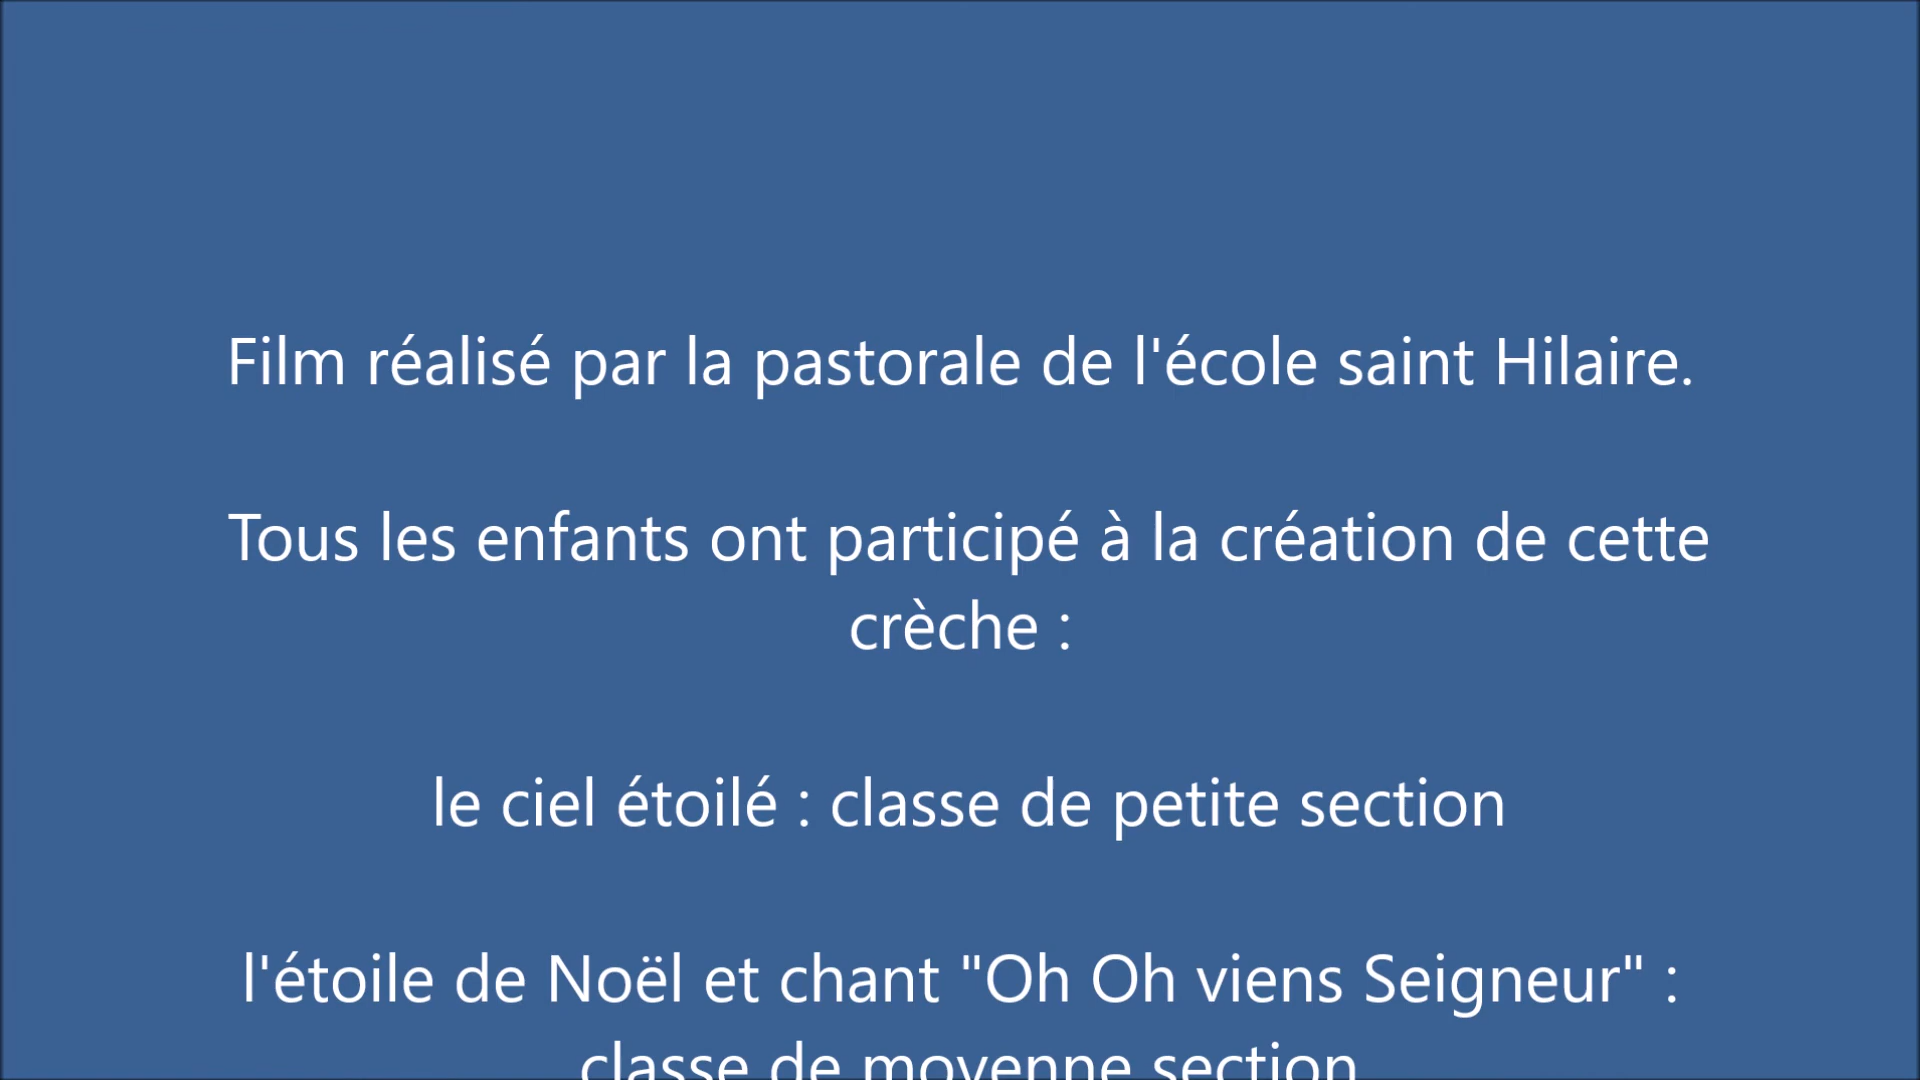 Film réalisé par la pastorale de l'école saint Hilaire.
Tous les enfants ont participé à la création de cette
crèche :
le ciel étoilé : classe de petite section
l'étoile de Noël et chant "Oh Oh viens Seigneur" :
classe de moyenne section